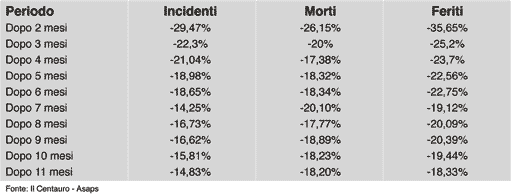 Periodo Incidenti Morti Feriti
Dopo 2 mesi -29,47% -26,15% -35,65%
Dopo 3 mesi -22,3% -20% -25,2%
Dopo 4 mesi -21,04% -17,38% -23,7%
Dopo 5 mesi -18,98% -18,32% -22,56%
Dopo 6 mesi -18,65% -18,34% -22,75%
Dopo 7 mesi -14,25% -20,10% -19,12%
Dopo 8 mesi -16,73% -17,77% -20,09%
Dopo 9 mesi -16,62% -18,89% -20,39%
Dopo 10 mesi -15,81% -18,23% -19,44%
Dopo 11 mesi -14,83% -18,20% -18,33%
Fonte: Il Centauro - Asaps